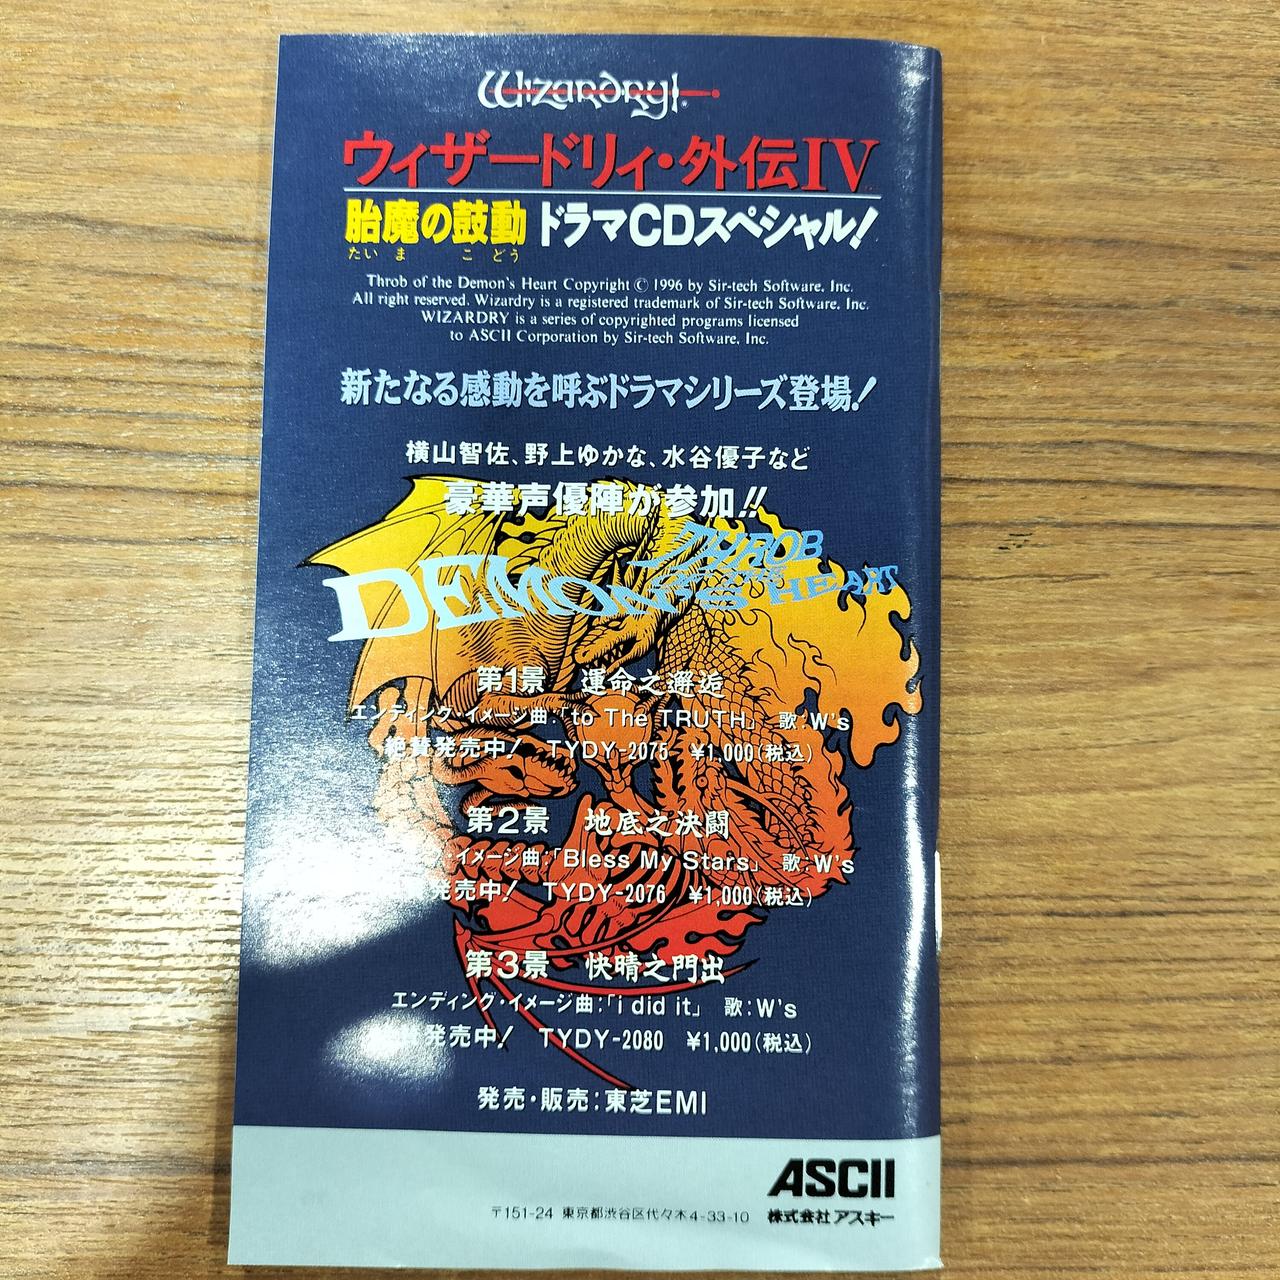 Wizardry
ウィザードリィ・外伝IV
胎魔の鼓動 ドラマCDスペシャル!
たい ま こ どう
Throb of the Demon's Heart Copyright © 1996 by Sir-tech Software, Inc.
All right reserved. Wizardry is a registered trademark of Sir-tech Software, Inc.
WIZARDRY is a series of copyrighted programs licensed
to ASCII Corporation by Sir-tech Software, Inc.
新たなる感動を呼ぶドラマシリーズ登場!
横山智佐、野上ゆかな、水谷優子など
豪華声優陣が参加!!
THROB
OF THE
DEMON'S HEART
第1景 運命之邂逅
エンディング・イメージ曲:「to The TRUTH」 歌:W's
絶賛発売中! TYDY-2075 ¥1,000(税込)
第2景 地底之決闘
イメージ曲:「Bless My Stars」 歌:W's
発売中! TYDY-2076 ¥1,000(税込)
第3景 快晴之門出
エンディング・イメージ曲:「i did it」 歌:W's
発売中! TYDY-2080 ¥1,000(税込)
発売・販売:東芝EMI
ASCII
〒151-24 東京都渋谷区代々木4-33-10 株式会社アスキー